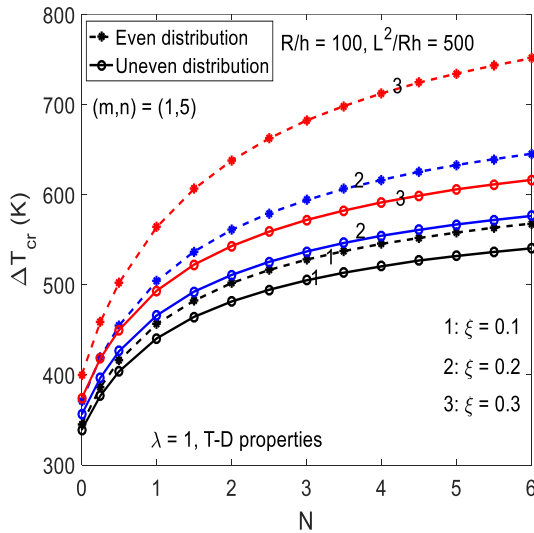 800
700
600
500
400
300
ΔT_cr (K)
Even distribution
Uneven distribution
R/h = 100, L^2/Rh = 500
(m,n) = (1,5)
3
2
3
2
1
1
1: ξ = 0.1
2: ξ = 0.2
3: ξ = 0.3
λ = 1, T-D properties
0 1 2 3 4 5 6
N